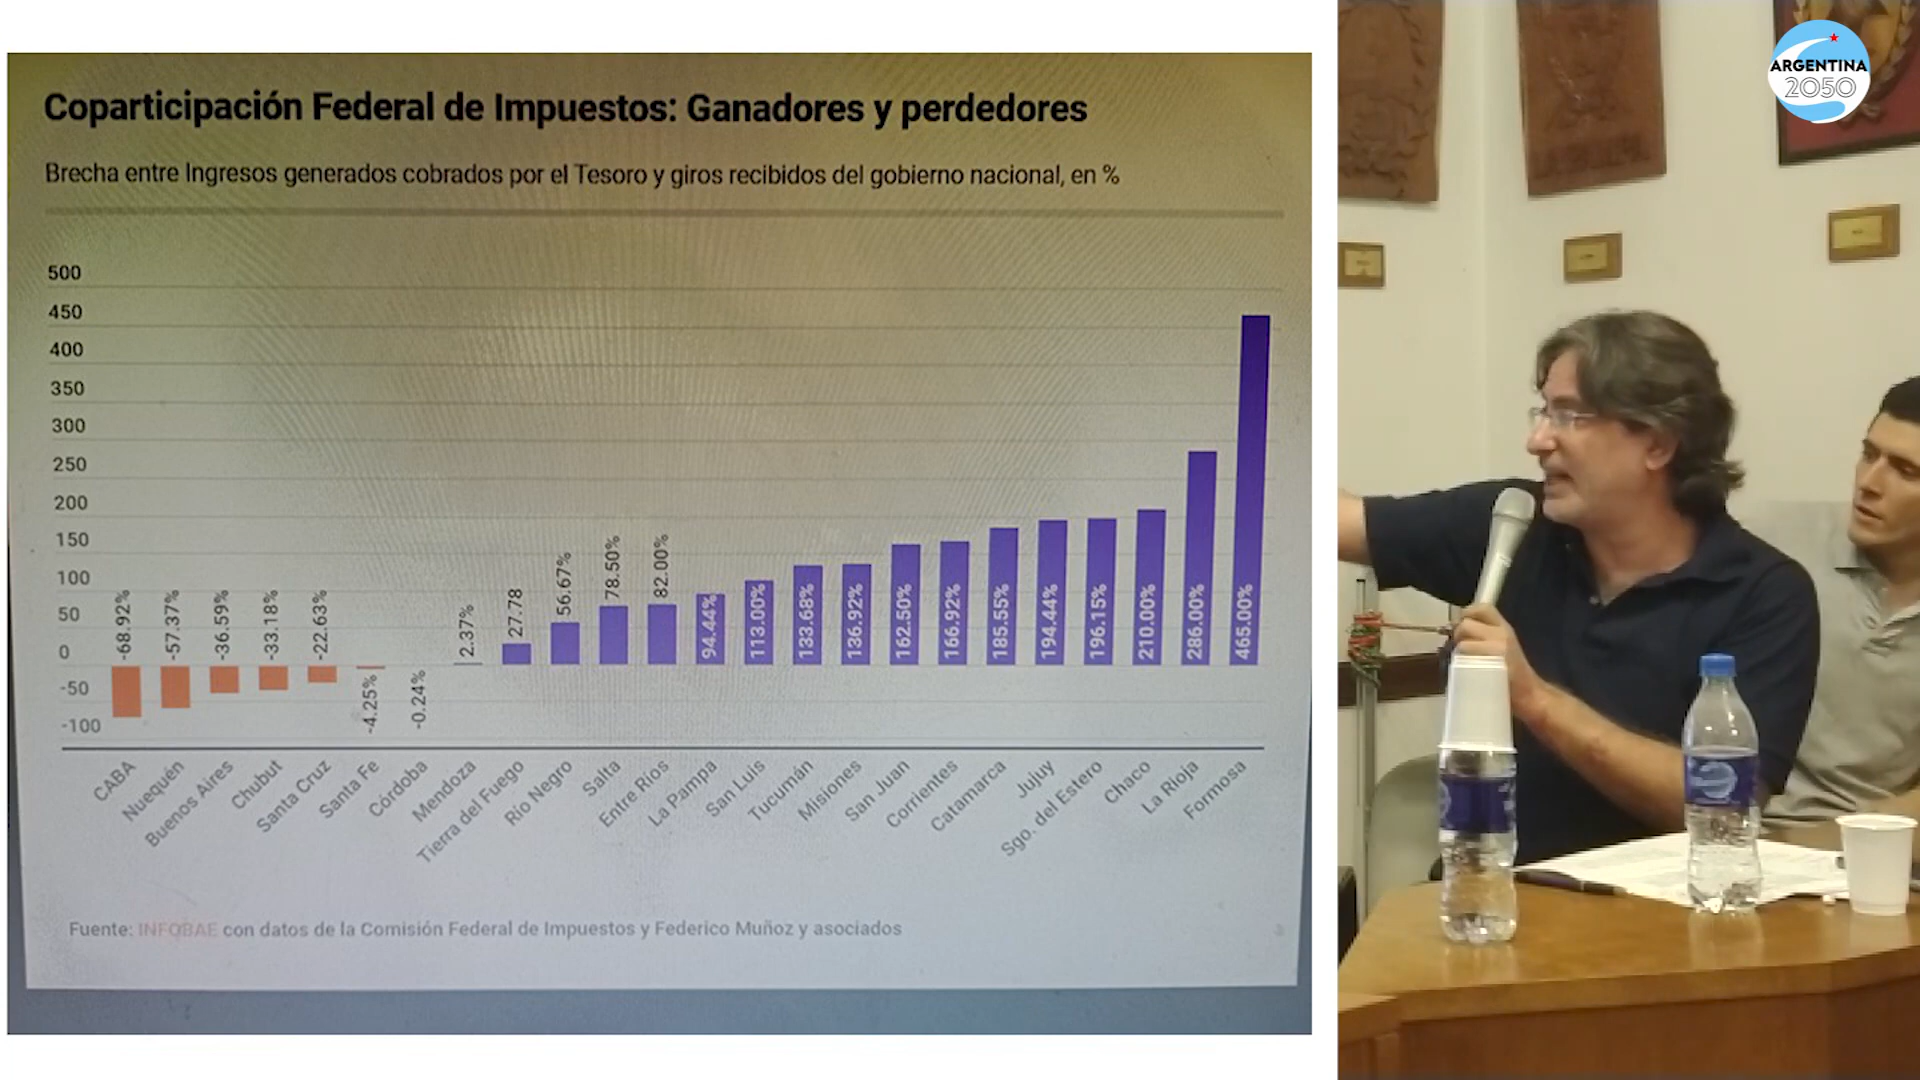 Coparticipación Federal de Impuestos: Ganadores y perdedores
Brecha entre Ingresos generados cobrados por el Tesoro y giros recibidos del gobierno nacional, en %
500
450
400
350
300
250
200
150
100
50
0
-50
-100
-68.92%
-57.37%
-36.59%
-33.18%
-22.63%
-4.25%
-0.24%
2.37%
27.78
56.67%
78.50%
82.00%
94.44%
113.00%
133.68%
136.92%
162.50%
166.92%
185.55%
194.44%
196.15%
210.00%
286.00%
465.00%
CABA
Nuequén
Buenos Aires
Chubut
Santa Cruz
Santa Fe
Córdoba
Mendoza
Tierra del Fuego
Río Negro
Salta
Entre Ríos
La Pampa
San Luis
Tucumán
Misiones
San Juan
Corrientes
Catamarca
Jujuy
Sgo. del Estero
Chaco
La Rioja
Formosa
Fuente: INFOBAE con datos de la Comisión Federal de Impuestos y Federico Muñoz y asociados
ARGENTINA
2050